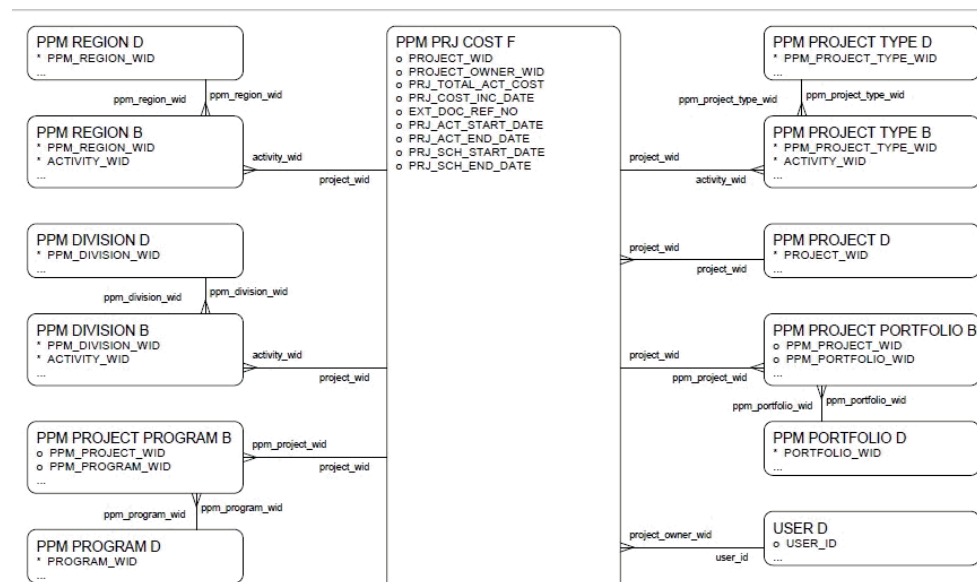 PPM REGION D
* PPM_REGION_WID
...
ppm_region_wid
ppm_region_wid
PPM REGION B
* PPM_REGION_WID
* ACTIVITY_WID
...
activity_wid
project_wid
PPM DIVISION D
* PPM_DIVISION_WID
...
ppm_division_wid
ppm_division_wid
PPM DIVISION B
* PPM_DIVISION_WID
* ACTIVITY_WID
...
activity_wid
project_wid
PPM PROJECT PROGRAM B
o PPM_PROJECT_WID
o PPM_PROGRAM_WID
...
ppm_project_wid
project_wid
ppm_program_wid
ppm_program_wid
PPM PROGRAM D
* PROGRAM_WID
...
PPM PRJ COST F
o PROJECT_WID
o PROJECT_OWNER_WID
o PRJ_TOTAL_ACT_COST
o PRJ_COST_INC_DATE
o EXT_DOC_REF_NO
o PRJ_ACT_START_DATE
o PRJ_ACT_END_DATE
o PRJ_SCH_START_DATE
o PRJ_SCH_END_DATE
PPM PROJECT TYPE D
* PPM_PROJECT_TYPE_WID
...
ppm_project_type_wid
ppm_project_type_wid
PPM PROJECT TYPE B
* PPM_PROJECT_TYPE_WID
* ACTIVITY_WID
...
project_wid
activity_wid
PPM PROJECT D
* PROJECT_WID
...
project_wid
project_wid
PPM PROJECT PORTFOLIO B
o PPM_PROJECT_WID
o PPM_PORTFOLIO_WID
...
project_wid
ppm_project_wid
ppm_portfolio_wid
ppm_portfolio_wid
PPM PORTFOLIO D
* PORTFOLIO_WID
...
USER D
o USER_ID
...
project_owner_wid
user_id